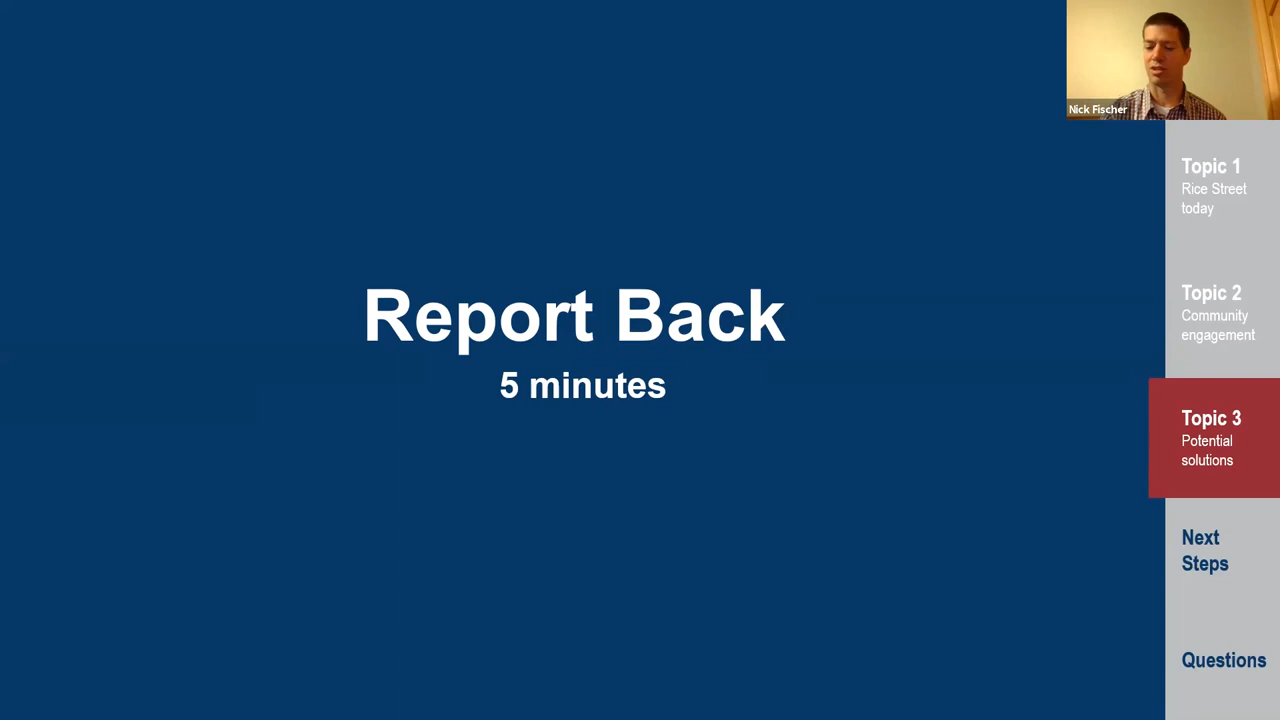 Report Back
5 minutes
Nick Fischer
Topic 1
Rice Street
today
Topic 2
Community
engagement
Topic 3
Potential
solutions
Next
Steps
Questions